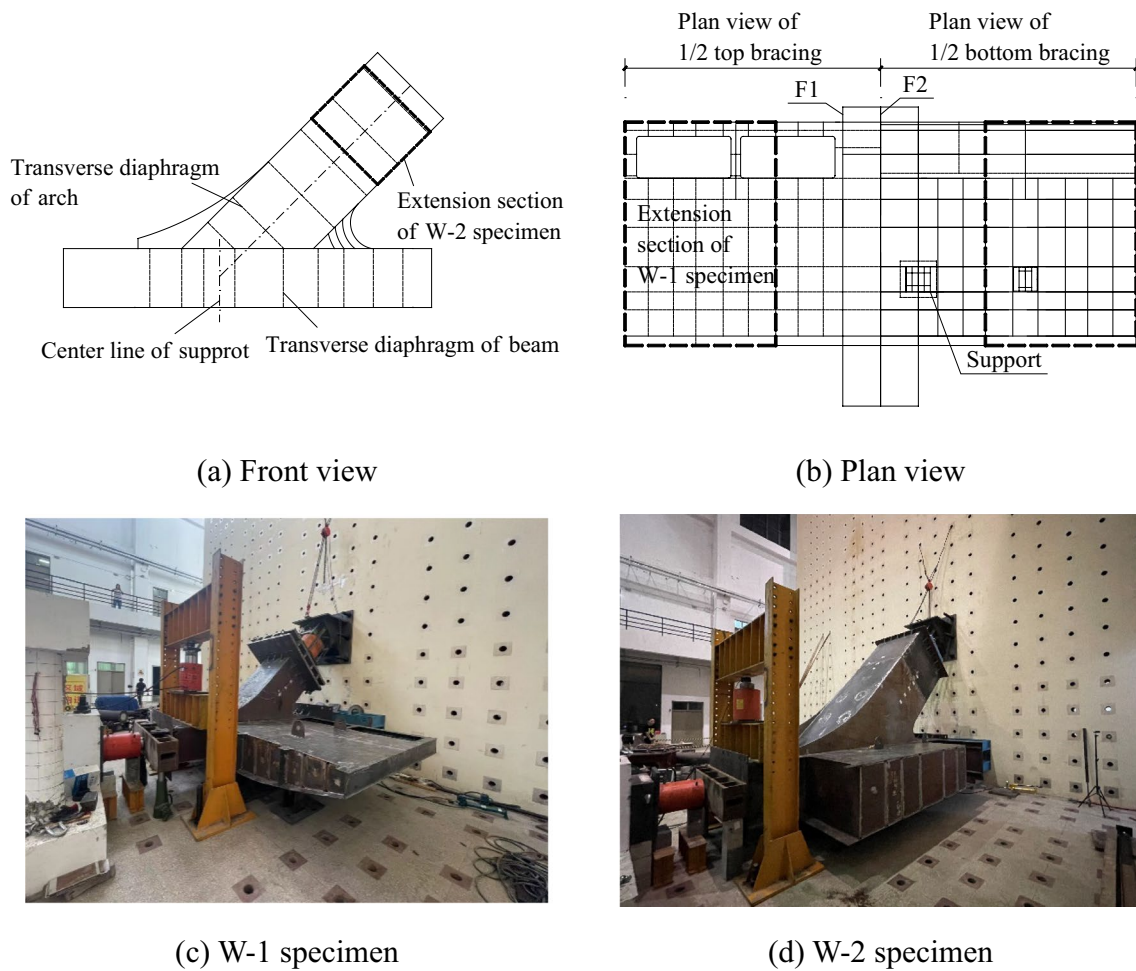 Transverse diaphragm
of arch
Extension section
of W-2 specimen
Center line of supprot
Transverse diaphragm of beam
(a) Front view
Plan view of
1/2 top bracing
Plan view of
1/2 bottom bracing
F1
F2
Extension
section of
W-1 specimen
Support
(b) Plan view
(c) W-1 specimen
(d) W-2 specimen